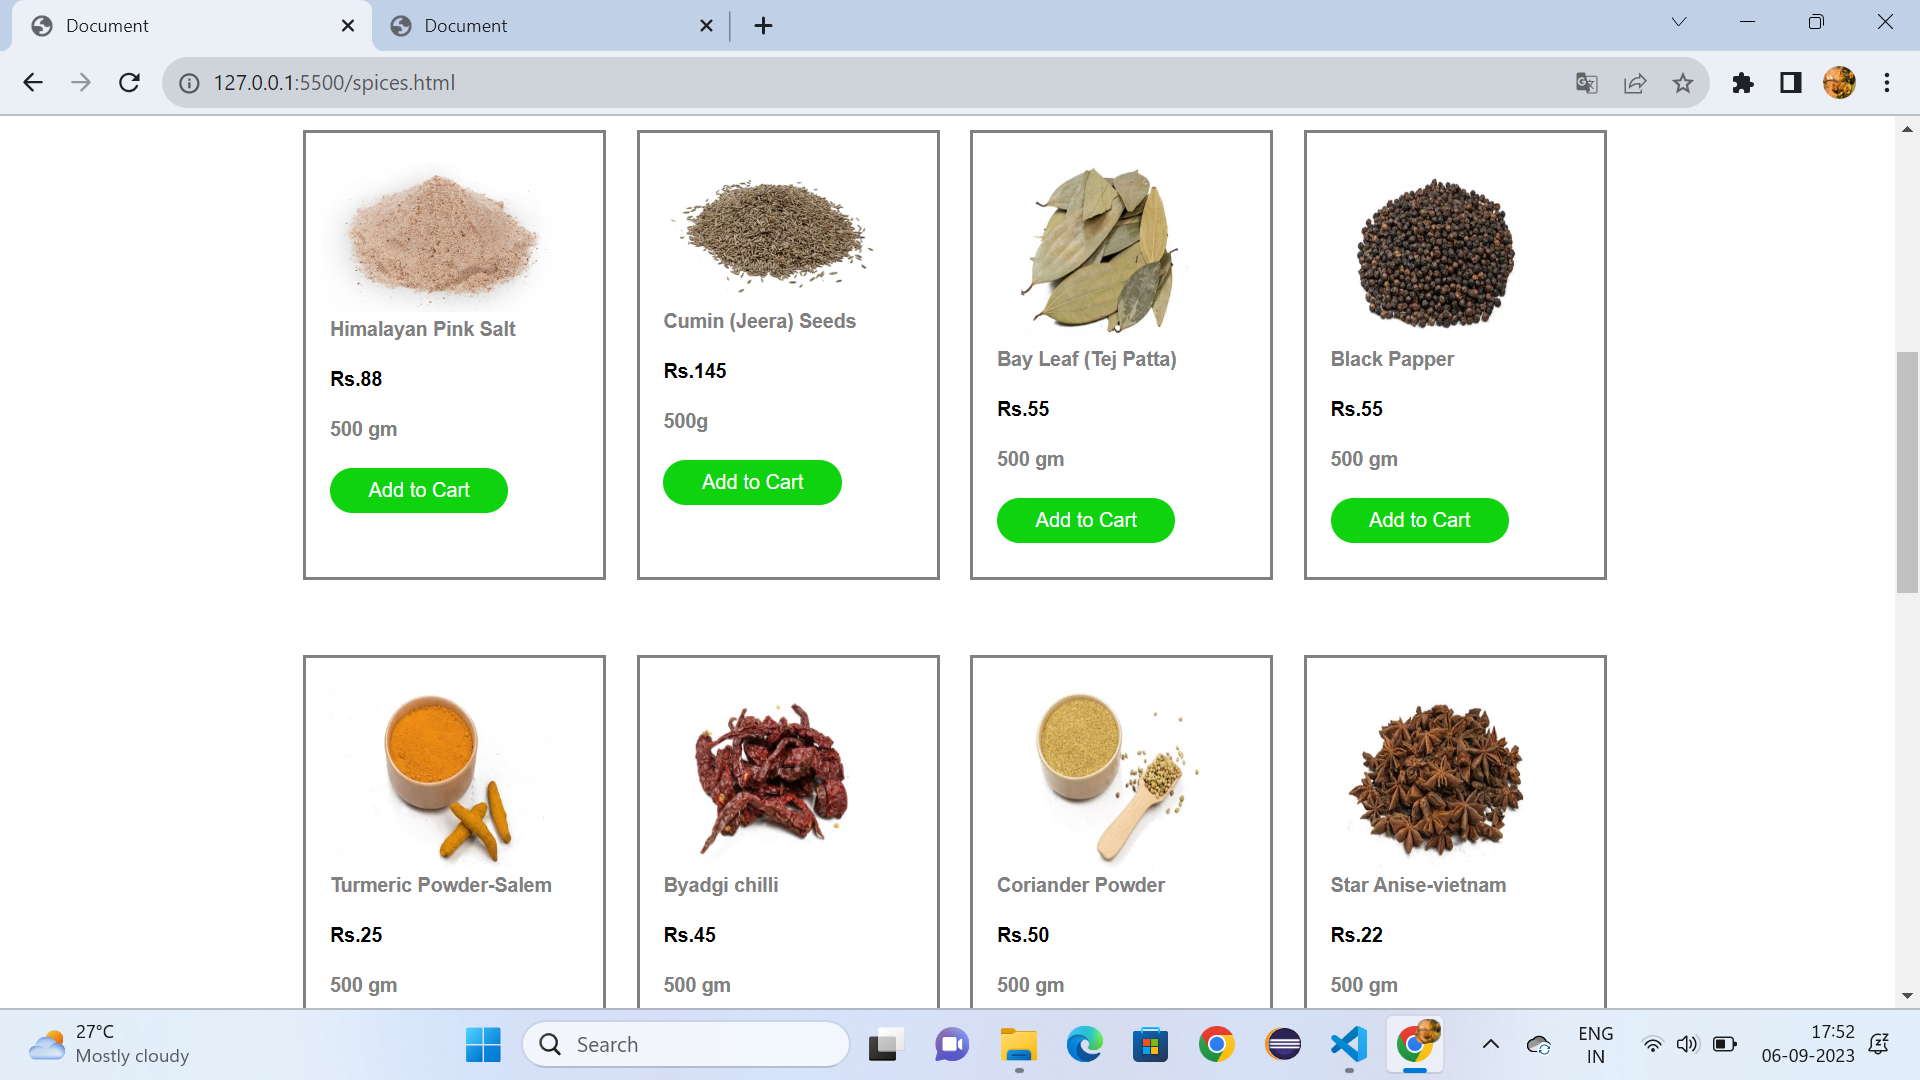 Document
Document
127.0.0.1:5500/spices.html
Himalayan Pink Salt
Rs.88
500 gm
Add to Cart
Cumin (Jeera) Seeds
Rs.145
500g
Add to Cart
Bay Leaf (Tej Patta)
Rs.55
500 gm
Add to Cart
Black Papper
Rs.55
500 gm
Add to Cart
Turmeric Powder-Salem
Rs.25
500 gm
Byadgi chilli
Rs.45
500 gm
Coriander Powder
Rs.50
500 gm
Star Anise-vietnam
Rs.22
500 gm
27°C
Mostly cloudy
Search
ENG
IN
17:52
06-09-2023